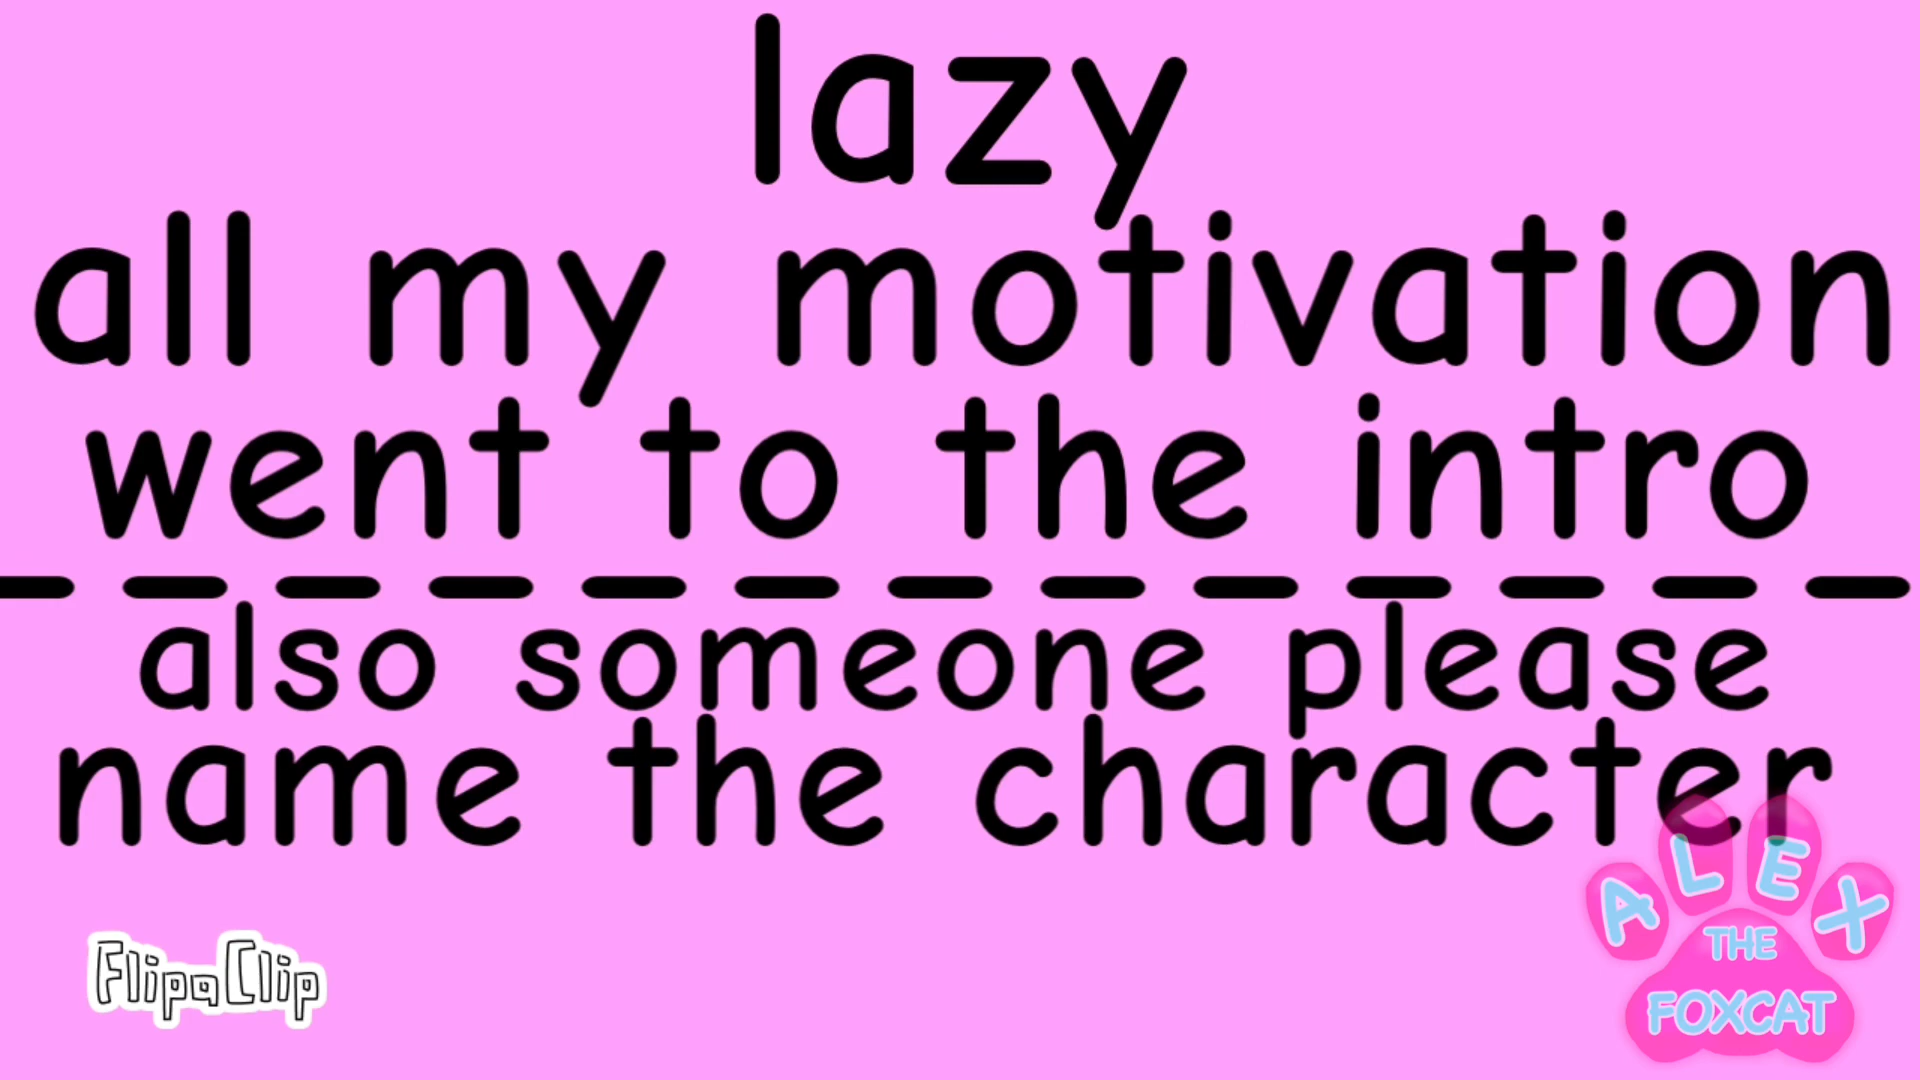 lazy
all my motivation
went to the intro
also someone please
name the character
ALEX
THE
FOXCAT
FlipaClip